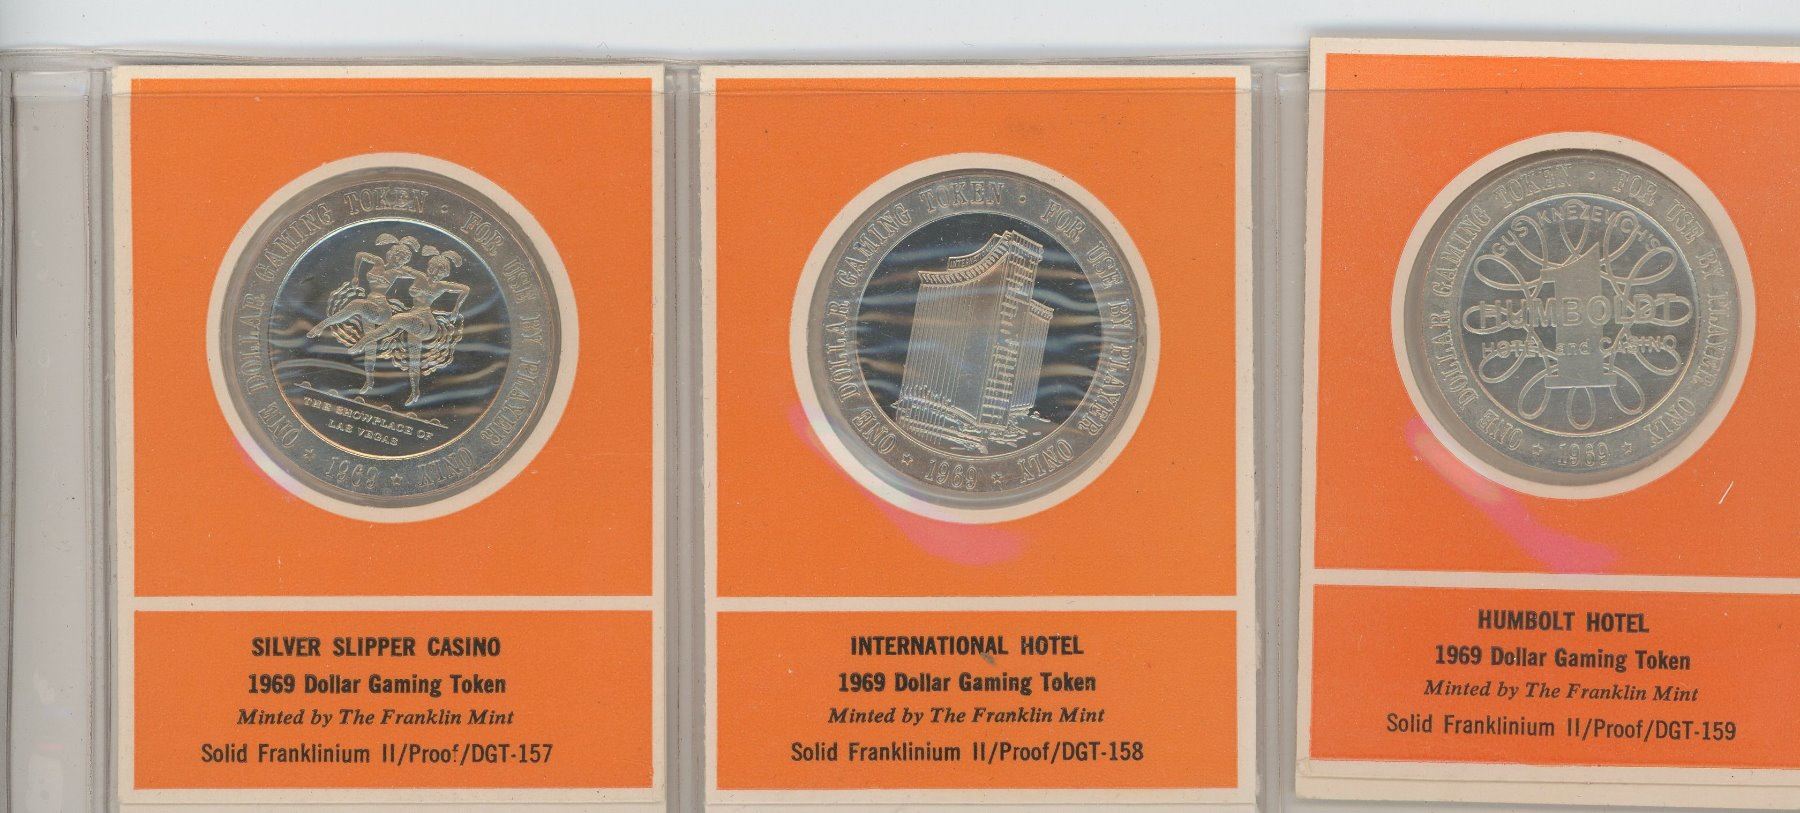 ONE DOLLAR GAMING TOKEN · FOR USE BY PLAYER ONLY
1969
THE SHOWPLACE OF
LAS VEGAS
SILVER SLIPPER CASINO
1969 Dollar Gaming Token
Minted by The Franklin Mint
Solid Franklinium II/Proof/DGT-157
ONE DOLLAR GAMING TOKEN · FOR USE BY PLAYER ONLY
1969
INTERNATIONAL HOTEL
1969 Dollar Gaming Token
Minted by The Franklin Mint
Solid Franklinium II/Proof/DGT-158
ONE DOLLAR GAMING TOKEN · FOR USE BY PLAYER ONLY
1969
GUS KNEZEVICH'S
HUMBOLDT
HOTEL and CASINO
HUMBOLT HOTEL
1969 Dollar Gaming Token
Minted by The Franklin Mint
Solid Franklinium II/Proof/DGT-159